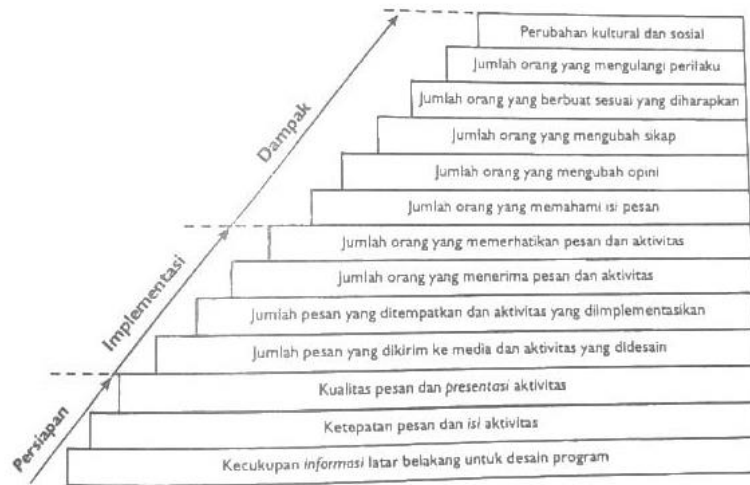 Perubahan kultural dan sosial
Jumlah orang yang mengulangi perilaku
Jumlah orang yang berbuat sesuai yang diharapkan
Jumlah orang yang mengubah sikap
Jumlah orang yang mengubah opini
Jumlah orang yang memahami isi pesan
Jumlah orang yang memerhatikan pesan dan aktivitas
Jumlah orang yang menerima pesan dan aktivitas
Jumlah pesan yang ditempatkan dan aktivitas yang diimplementasikan
Jumlah pesan yang dikirim ke media dan aktivitas yang didesain
Kualitas pesan dan presentasi aktivitas
Ketepatan pesan dan isi aktivitas
Kecukupan informasi latar belakang untuk desain program
Dampak
Implementasi
Persiapan